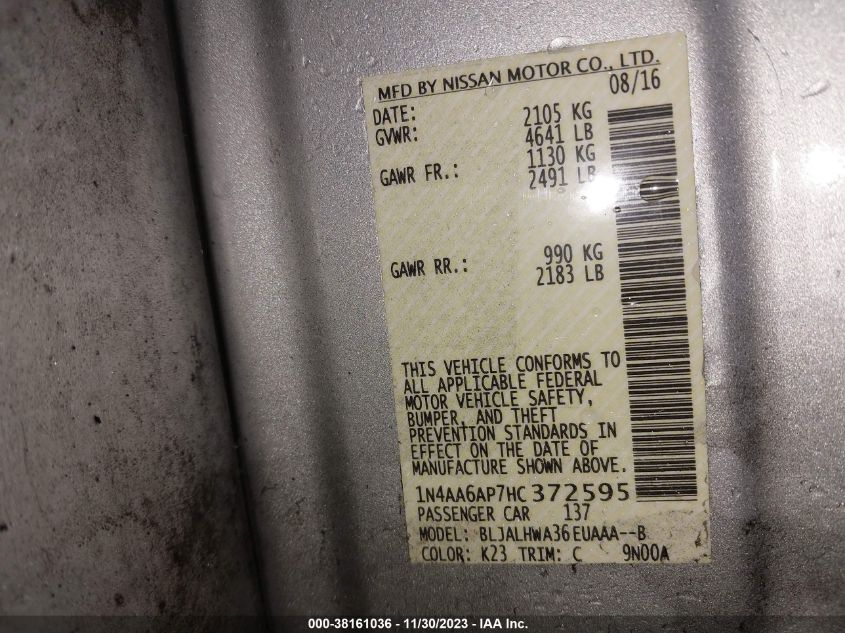 MFD BY NISSAN MOTOR CO., LTD.
DATE: 08/16
GVWR: 2105 KG
4641 LB
GAWR FR.: 1130 KG
2491 LB
GAWR RR.: 990 KG
2183 LB
THIS VEHICLE CONFORMS TO
ALL APPLICABLE FEDERAL
MOTOR VEHICLE SAFETY,
BUMPER, AND THEFT
PREVENTION STANDARDS IN
EFFECT ON THE DATE OF
MANUFACTURE SHOWN ABOVE.
1N4AA6AP7HC372595
PASSENGER CAR 137
MODEL: BLJALHWA36EUAAA--B
COLOR: K23 TRIM: C 9N00A
000-38161036 - 11/30/2023 - IAA Inc.